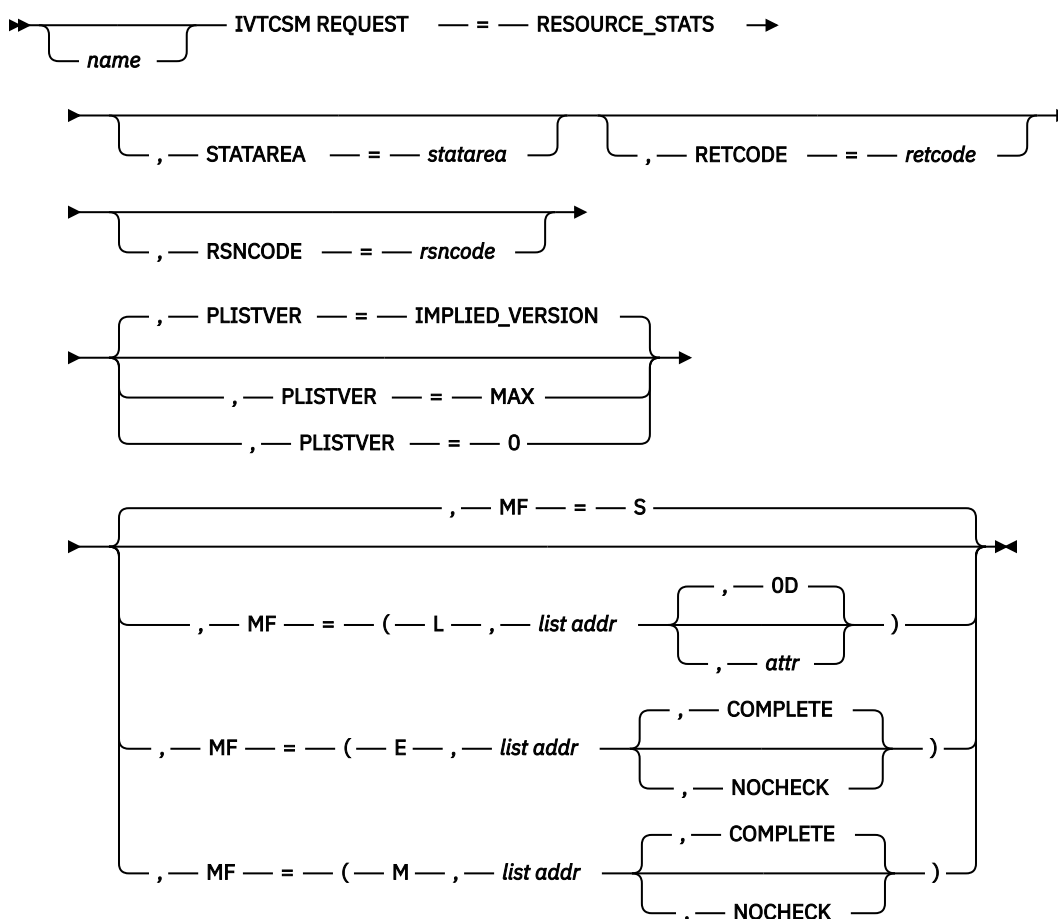 IVTCSM REQUEST = RESOURCE_STATS
name
, STATAREA = statarea , RETCODE = retcode
, RSNCODE = rsncode
, PLISTVER = IMPLIED_VERSION
, PLISTVER = MAX
, PLISTVER = 0
, MF = S
, 0D
, MF = ( L , list addr )
, attr
, COMPLETE
, MF = ( E , list addr )
, NOCHECK
, COMPLETE
, MF = ( M , list addr )
, NOCHECK